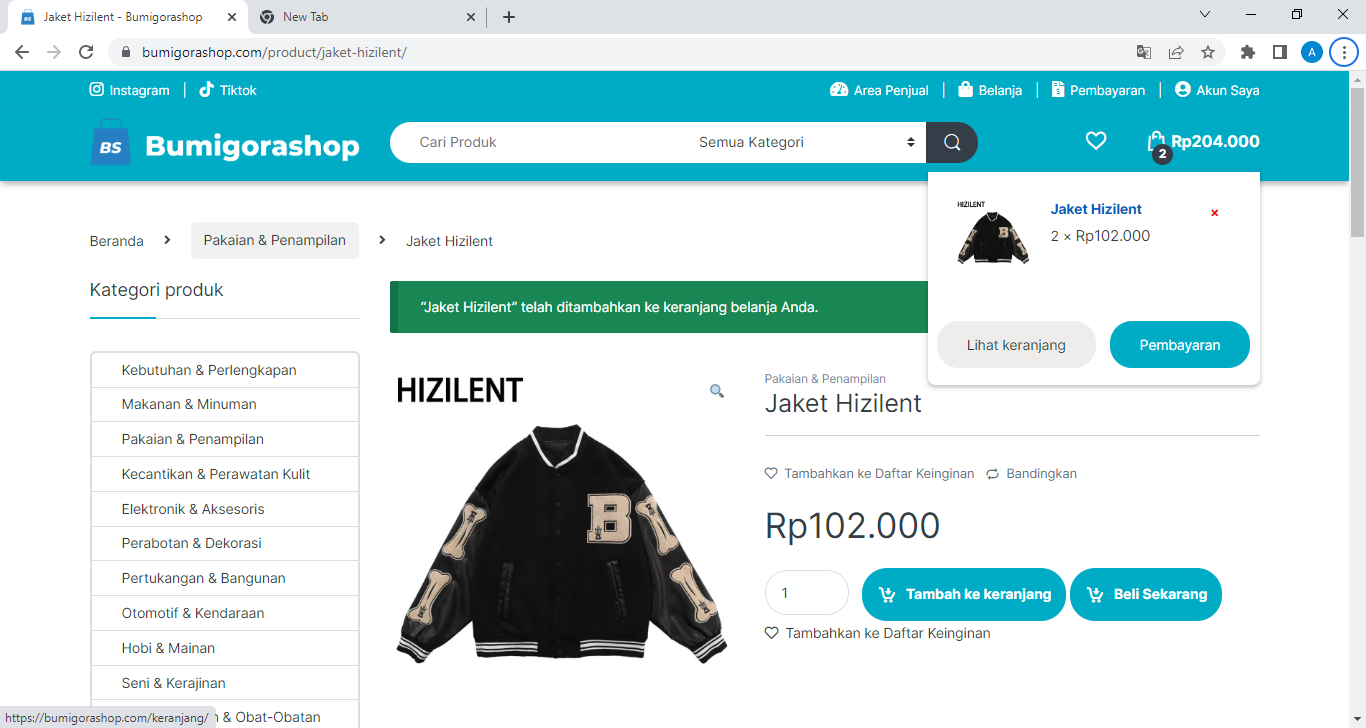 Jaket Hizilent - Bumigorashop
New Tab
bumigorashop.com/product/jaket-hizilent/
A
Instagram | Tiktok
Area Penjual | Belanja | Pembayaran | Akun Saya
BS Bumigorashop
Cari Produk
Semua Kategori
2
Rp204.000
HIZILENT
B
Jaket Hizilent
2 × Rp102.000
Lihat keranjang
Pembayaran
Beranda
Pakaian & Penampilan
Jaket Hizilent
Kategori produk
Kebutuhan & Perlengkapan
Makanan & Minuman
Pakaian & Penampilan
Kecantikan & Perawatan Kulit
Elektronik & Aksesoris
Perabotan & Dekorasi
Pertukangan & Bangunan
Otomotif & Kendaraan
Hobi & Mainan
Seni & Kerajinan
& Obat-Obatan
“Jaket Hizilent” telah ditambahkan ke keranjang belanja Anda.
HIZILENT
B
Pakaian & Penampilan
Jaket Hizilent
Tambahkan ke Daftar Keinginan
Bandingkan
Rp102.000
1
Tambah ke keranjang
Beli Sekarang
Tambahkan ke Daftar Keinginan
https://bumigorashop.com/keranjang/